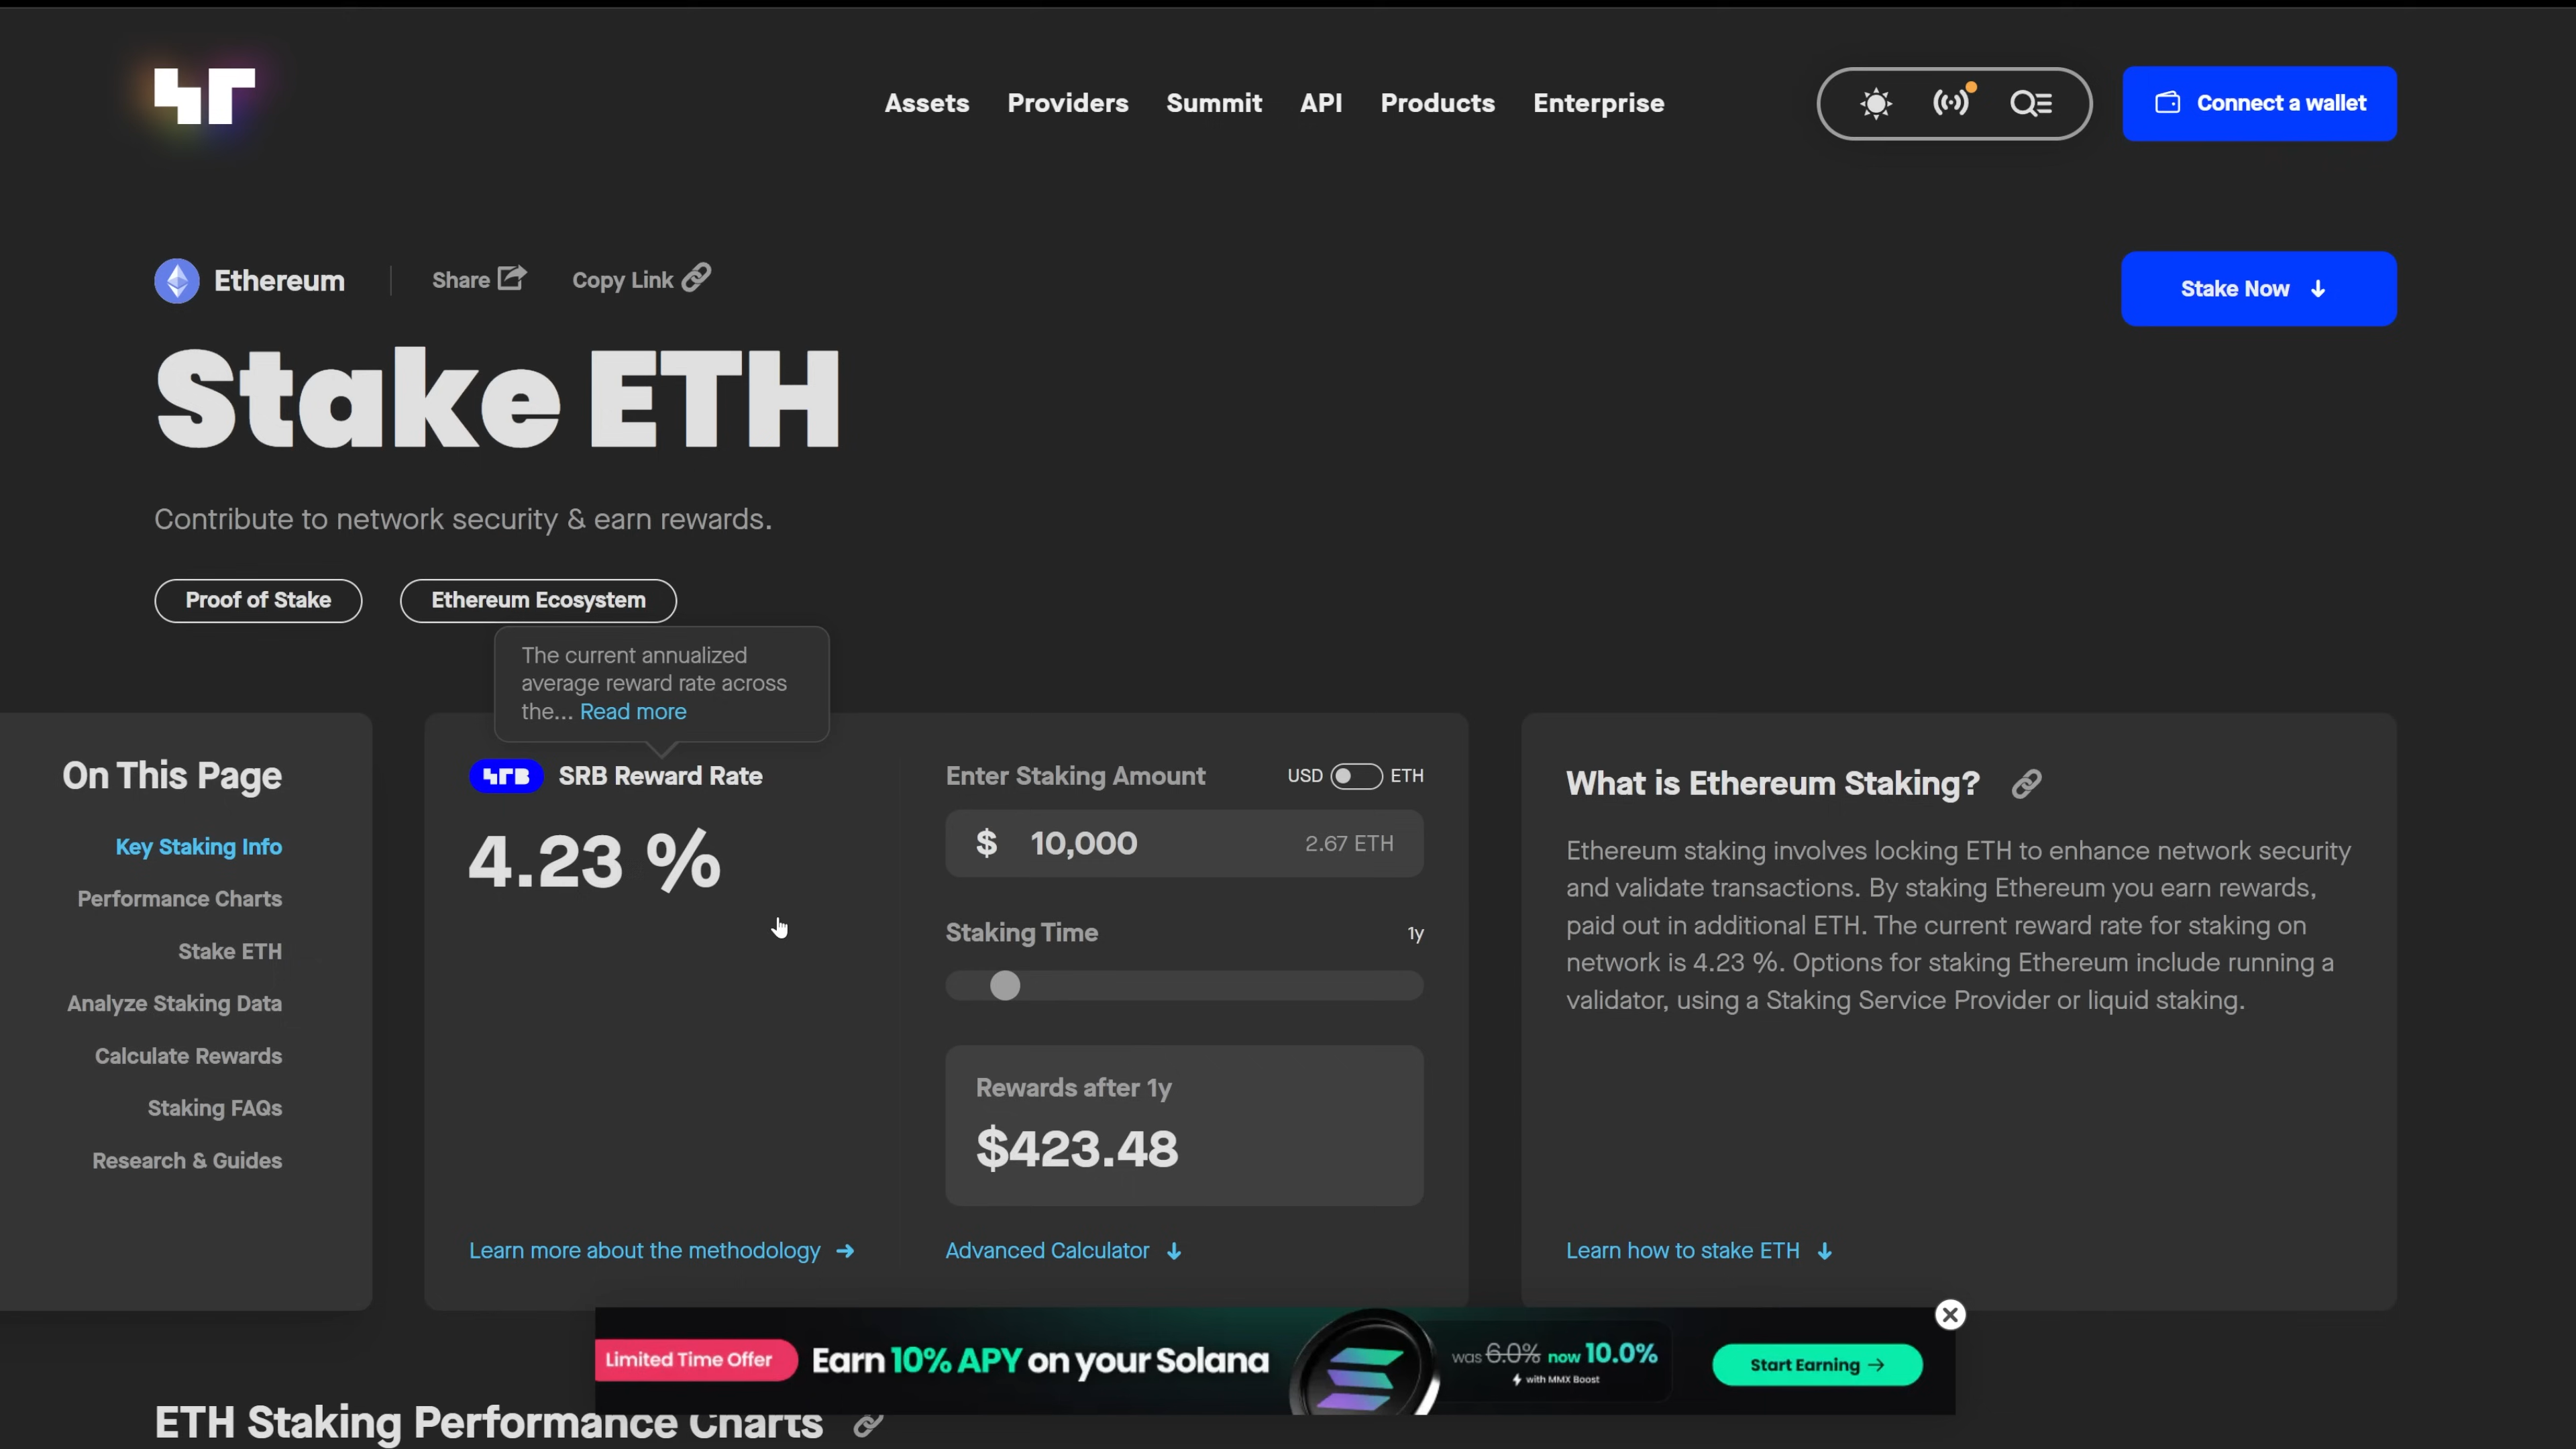 Assets Providers Summit API Products Enterprise
Connect a wallet
Ethereum
Share
Copy Link
Stake Now
Stake ETH
Contribute to network security & earn rewards.
Proof of Stake
Ethereum Ecosystem
The current annualized
average reward rate across
the... Read more
On This Page
Key Staking Info
Performance Charts
Stake ETH
Analyze Staking Data
Calculate Rewards
Staking FAQs
Research & Guides
SRB Reward Rate
4.23 %
Learn more about the methodology →
Enter Staking Amount
USD ETH
$ 10,000
2.67 ETH
Staking Time
1y
Rewards after 1y
$423.48
Advanced Calculator ↓
What is Ethereum Staking?
Ethereum staking involves locking ETH to enhance network security
and validate transactions. By staking Ethereum you earn rewards,
paid out in additional ETH. The current reward rate for staking on
network is 4.23 %. Options for staking Ethereum include running a
validator, using a Staking Service Provider or liquid staking.
Learn how to stake ETH ↓
Limited Time Offer
Earn 10% APY on your Solana
was 6.0% now 10.0%
with MMX Boost
Start Earning →
ETH Staking Performance Charts